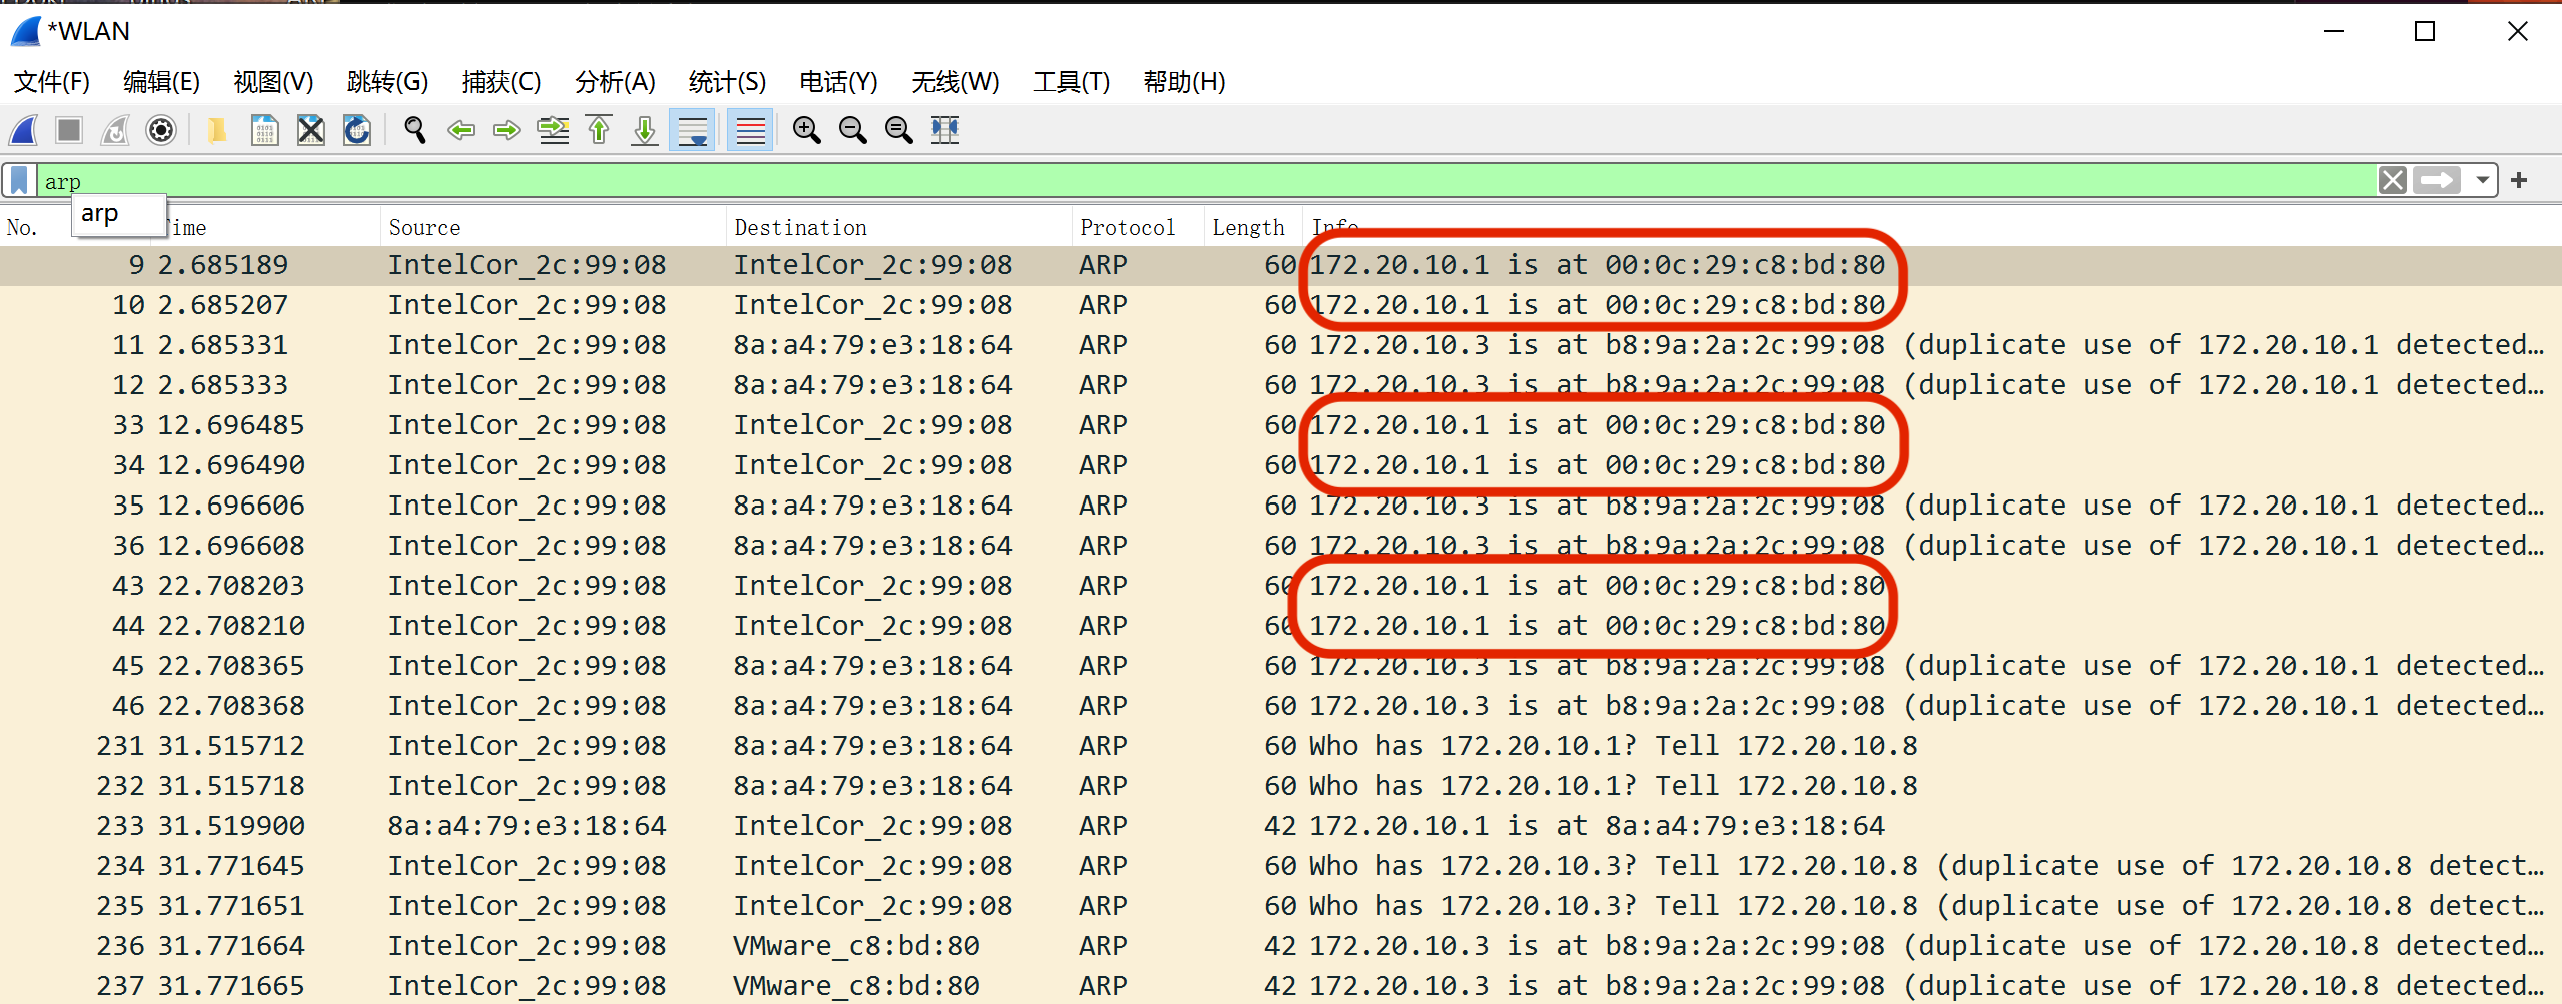 *WLAN
文件(F) 编辑(E) 视图(V) 跳转(G) 捕获(C) 分析(A) 统计(S) 电话(Y) 无线(W) 工具(T) 帮助(H)
arp
arp
No. Time Source Destination Protocol Length Info
9 2.685189 IntelCor_2c:99:08 IntelCor_2c:99:08 ARP 60 172.20.10.1 is at 00:0c:29:c8:bd:80
10 2.685207 IntelCor_2c:99:08 IntelCor_2c:99:08 ARP 60 172.20.10.1 is at 00:0c:29:c8:bd:80
11 2.685331 IntelCor_2c:99:08 8a:a4:79:e3:18:64 ARP 60 172.20.10.3 is at b8:9a:2a:2c:99:08 (duplicate use of 172.20.10.1 detected…
12 2.685333 IntelCor_2c:99:08 8a:a4:79:e3:18:64 ARP 60 172.20.10.3 is at b8:9a:2a:2c:99:08 (duplicate use of 172.20.10.1 detected…
33 12.696485 IntelCor_2c:99:08 IntelCor_2c:99:08 ARP 60 172.20.10.1 is at 00:0c:29:c8:bd:80
34 12.696490 IntelCor_2c:99:08 IntelCor_2c:99:08 ARP 60 172.20.10.1 is at 00:0c:29:c8:bd:80
35 12.696606 IntelCor_2c:99:08 8a:a4:79:e3:18:64 ARP 60 172.20.10.3 is at b8:9a:2a:2c:99:08 (duplicate use of 172.20.10.1 detected…
36 12.696608 IntelCor_2c:99:08 8a:a4:79:e3:18:64 ARP 60 172.20.10.3 is at b8:9a:2a:2c:99:08 (duplicate use of 172.20.10.1 detected…
43 22.708203 IntelCor_2c:99:08 IntelCor_2c:99:08 ARP 60 172.20.10.1 is at 00:0c:29:c8:bd:80
44 22.708210 IntelCor_2c:99:08 IntelCor_2c:99:08 ARP 60 172.20.10.1 is at 00:0c:29:c8:bd:80
45 22.708365 IntelCor_2c:99:08 8a:a4:79:e3:18:64 ARP 60 172.20.10.3 is at b8:9a:2a:2c:99:08 (duplicate use of 172.20.10.1 detected…
46 22.708368 IntelCor_2c:99:08 8a:a4:79:e3:18:64 ARP 60 172.20.10.3 is at b8:9a:2a:2c:99:08 (duplicate use of 172.20.10.1 detected…
231 31.515712 IntelCor_2c:99:08 8a:a4:79:e3:18:64 ARP 60 Who has 172.20.10.1? Tell 172.20.10.8
232 31.515718 IntelCor_2c:99:08 8a:a4:79:e3:18:64 ARP 60 Who has 172.20.10.1? Tell 172.20.10.8
233 31.519900 8a:a4:79:e3:18:64 IntelCor_2c:99:08 ARP 42 172.20.10.1 is at 8a:a4:79:e3:18:64
234 31.771645 IntelCor_2c:99:08 IntelCor_2c:99:08 ARP 60 Who has 172.20.10.3? Tell 172.20.10.8 (duplicate use of 172.20.10.8 detect…
235 31.771651 IntelCor_2c:99:08 IntelCor_2c:99:08 ARP 60 Who has 172.20.10.3? Tell 172.20.10.8 (duplicate use of 172.20.10.8 detect…
236 31.771664 IntelCor_2c:99:08 VMware_c8:bd:80 ARP 42 172.20.10.3 is at b8:9a:2a:2c:99:08 (duplicate use of 172.20.10.8 detected…
237 31.771665 IntelCor_2c:99:08 VMware_c8:bd:80 ARP 42 172.20.10.3 is at b8:9a:2a:2c:99:08 (duplicate use of 172.20.10.8 detected…